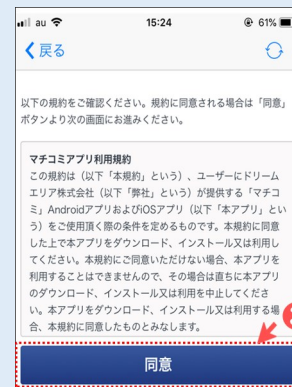 au 15:24 61%
戻る
以下の規約をご確認ください。規約に同意される場合は「同意」
ボタンより次の画面にお進みください。
マチコミアプリ利用規約
この規約は（以下「本規約」という）、ユーザーにドリーム
エリア株式会社（以下「弊社」という）が提供する「マチコ
ミ」AndroidアプリおよびiOSアプリ（以下「本アプリ」とい
う）をご使用頂く際の条件を定めるものです。本規約に同意
した上で本アプリをダウンロード、インストール又は利用し
てください。本規約にご同意いただけない場合、本アプリを
利用することはできませんので、その場合は直ちに本アプリ
のダウンロード、インストール又は利用を中止してくださ
い。本アプリをダウンロード、インストール又は利用する場
合、本規約に同意したものとみなします。
同意